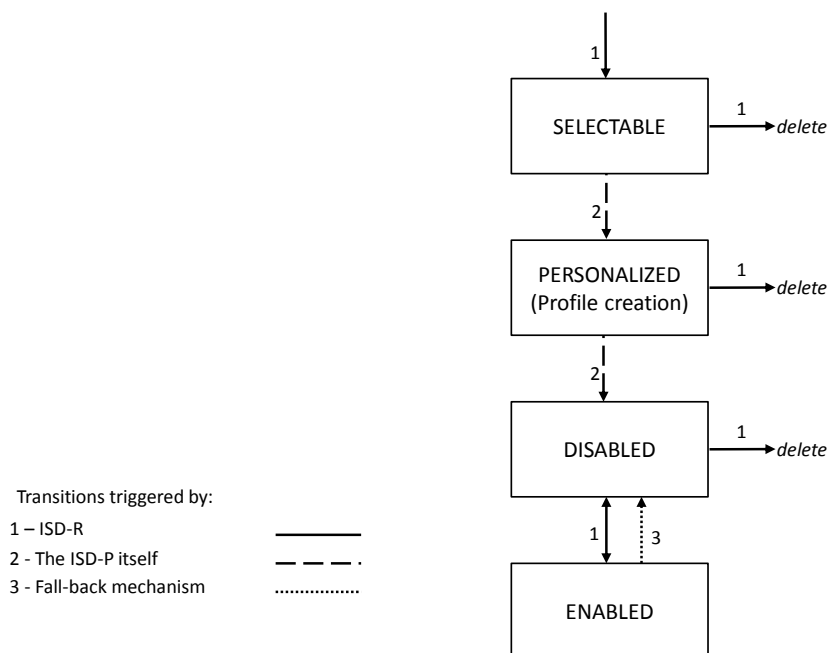 1
SELECTABLE
1
delete
2
PERSONALIZED
(Profile creation)
1
delete
2
DISABLED
1
delete
Transitions triggered by:
1 – ISD-R
2 - The ISD-P itself
3 - Fall-back mechanism
1
3
ENABLED